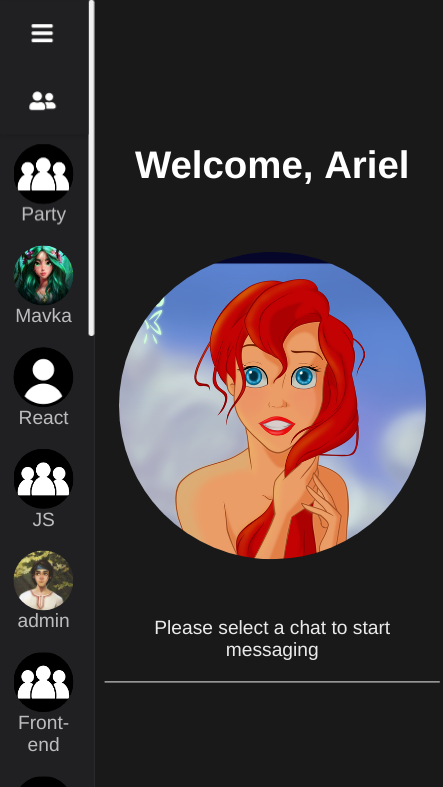 Welcome, Ariel
Party
Mavka
React
JS
admin
Front-
end
Please select a chat to start
messaging